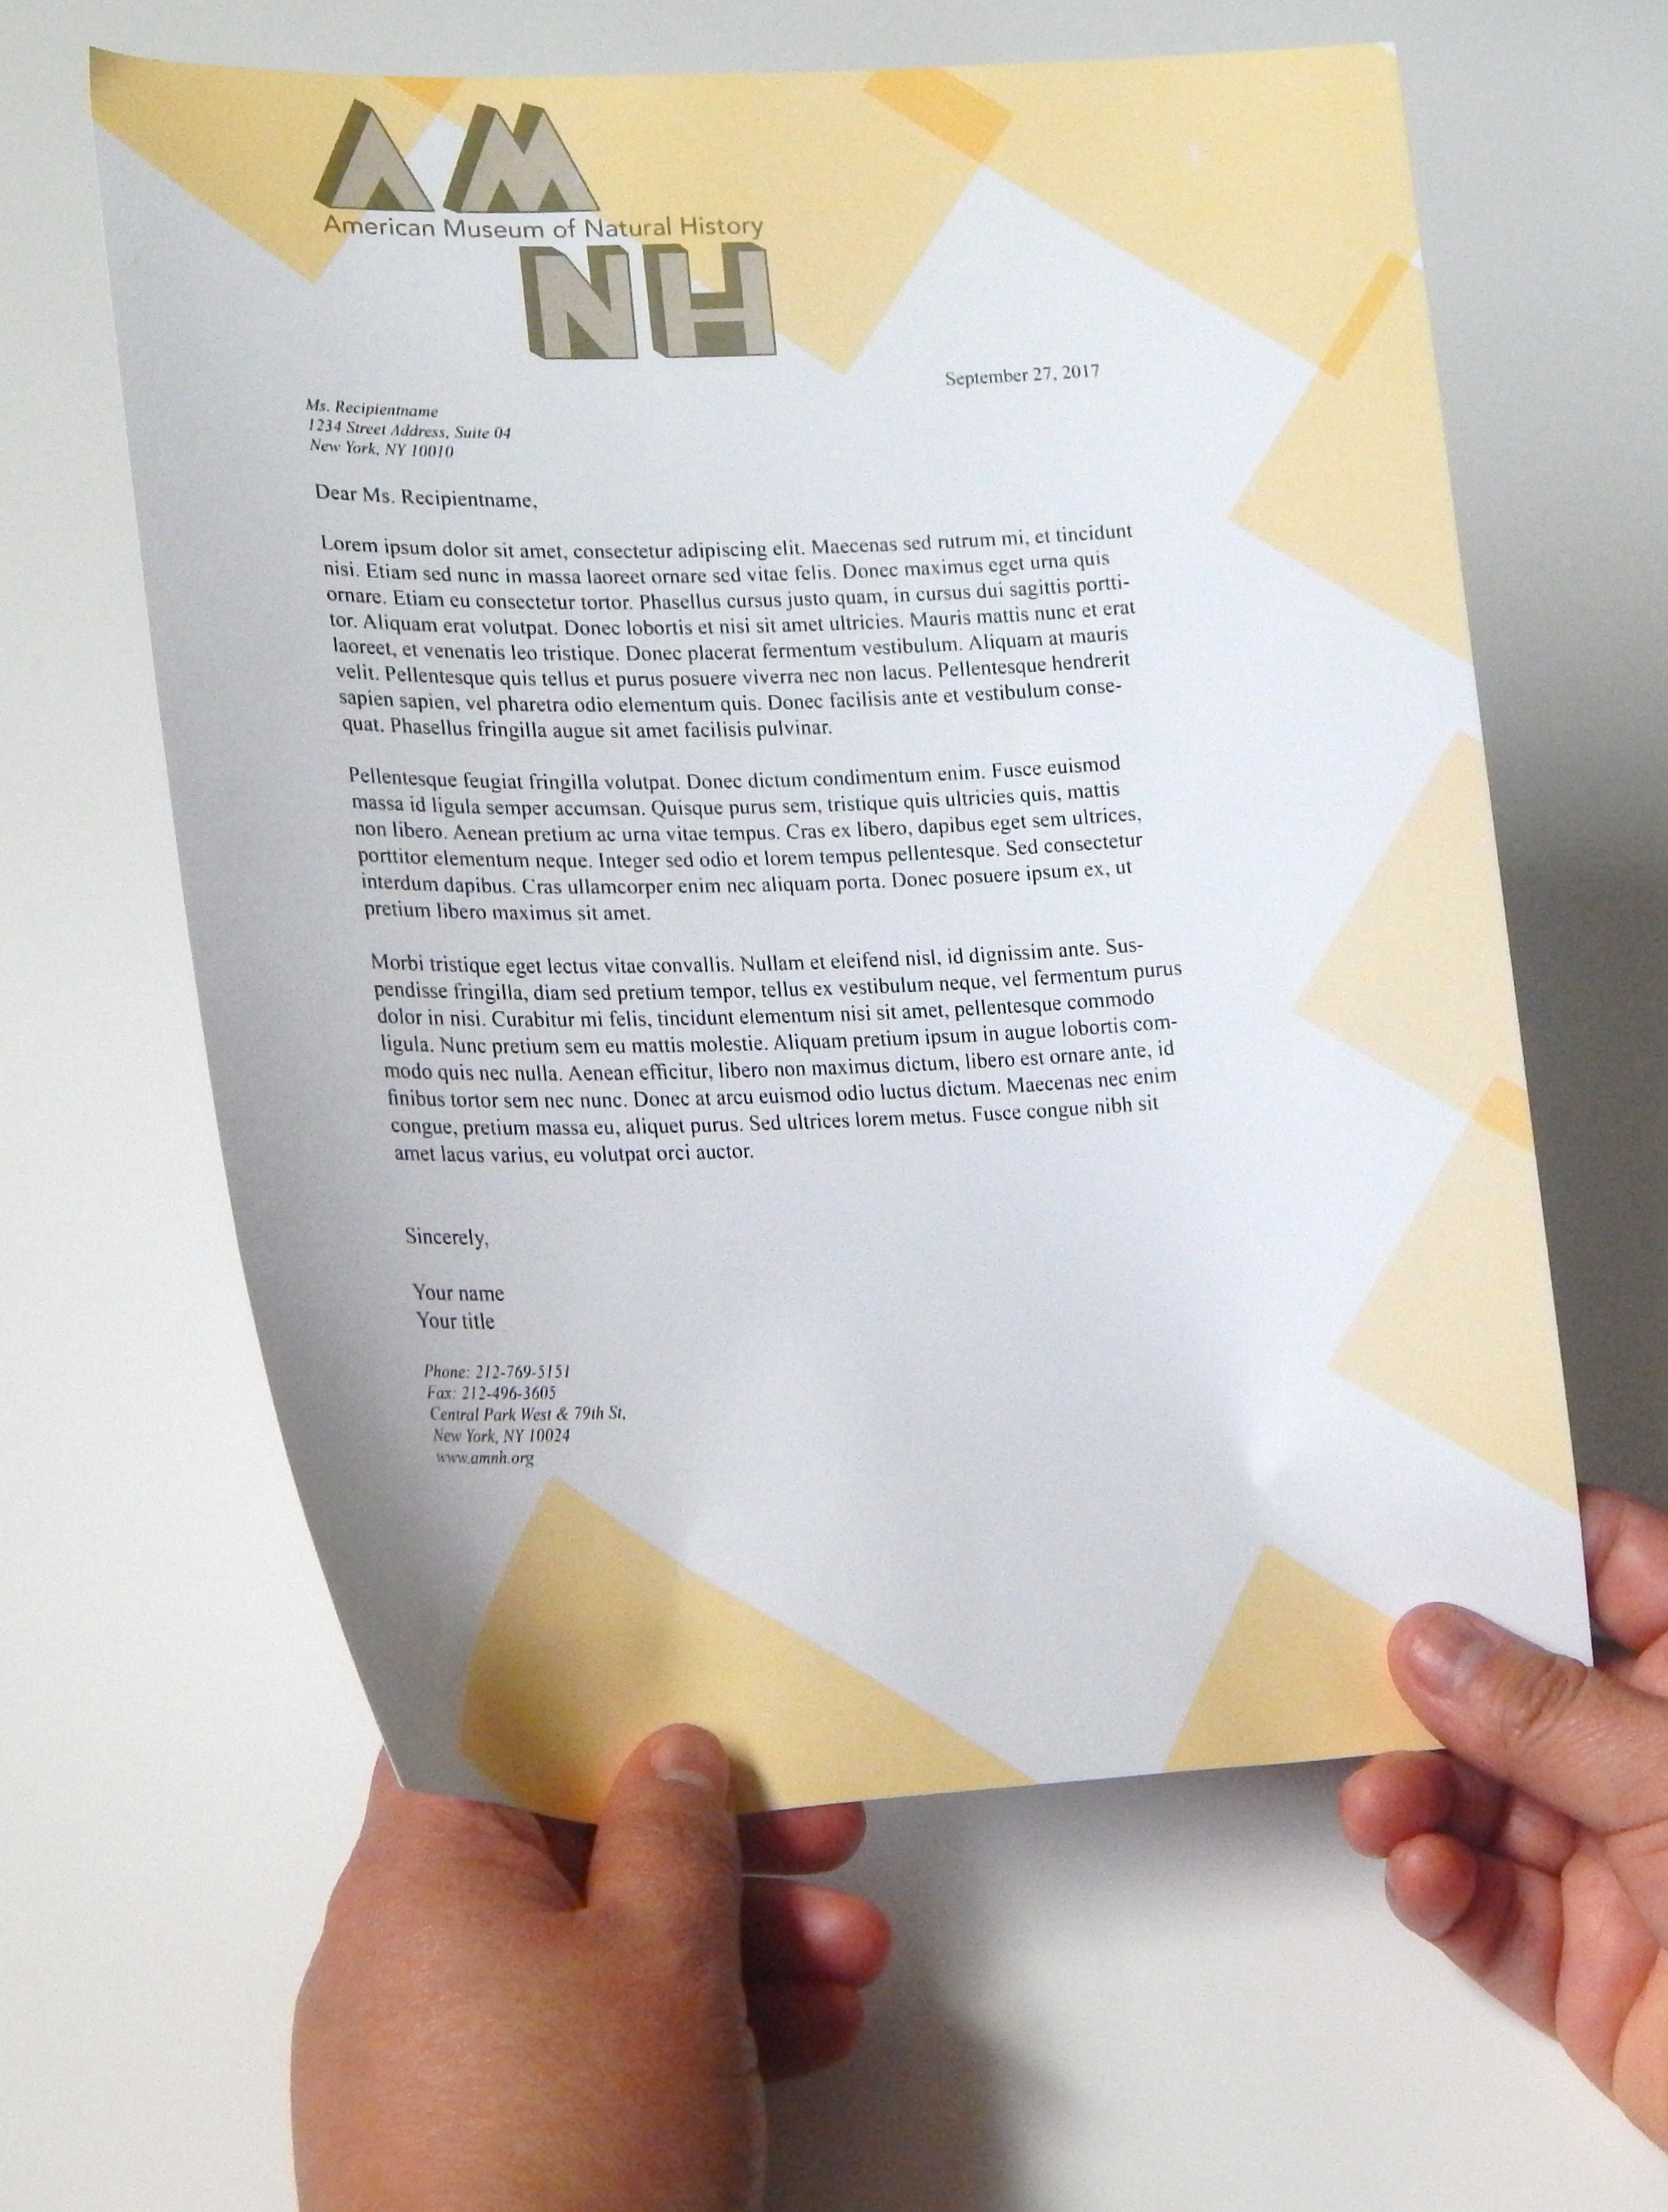 AM
American Museum of Natural History
NH
September 27, 2017
Ms. Recipientname
1234 Street Address, Suite 04
New York, NY 10010
Dear Ms. Recipientname,
Lorem ipsum dolor sit amet, consectetur adipiscing elit. Maecenas sed rutrum mi, et tincidunt
nisi. Etiam sed nunc in massa laoreet ornare sed vitae felis. Donec maximus eget urna quis
ornare. Etiam eu consectetur tortor. Phasellus cursus justo quam, in cursus dui sagittis portti-
tor. Aliquam erat volutpat. Donec lobortis et nisi sit amet ultricies. Mauris mattis nunc et erat
laoreet, et venenatis leo tristique. Donec placerat fermentum vestibulum. Aliquam at mauris
velit. Pellentesque quis tellus et purus posuere viverra nec non lacus. Pellentesque hendrerit
sapien sapien, vel pharetra odio elementum quis. Donec facilisis ante et vestibulum conse-
quat. Phasellus fringilla augue sit amet facilisis pulvinar.
Pellentesque feugiat fringilla volutpat. Donec dictum condimentum enim. Fusce euismod
massa id ligula semper accumsan. Quisque purus sem, tristique quis ultricies quis, mattis
non libero. Aenean pretium ac urna vitae tempus. Cras ex libero, dapibus eget sem ultrices,
porttitor elementum neque. Integer sed odio et lorem tempus pellentesque. Sed consectetur
interdum dapibus. Cras ullamcorper enim nec aliquam porta. Donec posuere ipsum ex, ut
pretium libero maximus sit amet.
Morbi tristique eget lectus vitae convallis. Nullam et eleifend nisl, id dignissim ante. Sus-
pendisse fringilla, diam sed pretium tempor, tellus ex vestibulum neque, vel fermentum purus
dolor in nisi. Curabitur mi felis, tincidunt elementum nisi sit amet, pellentesque commodo
ligula. Nunc pretium sem eu mattis molestie. Aliquam pretium ipsum in augue lobortis com-
modo quis nec nulla. Aenean efficitur, libero non maximus dictum, libero est ornare ante, id
finibus tortor sem nec nunc. Donec at arcu euismod odio luctus dictum. Maecenas nec enim
congue, pretium massa eu, aliquet purus. Sed ultrices lorem metus. Fusce congue nibh sit
amet lacus varius, eu volutpat orci auctor.
Sincerely,
Your name
Your title
Phone: 212-769-5151
Fax: 212-496-3605
Central Park West & 79th St,
New York, NY 10024
www.amnh.org